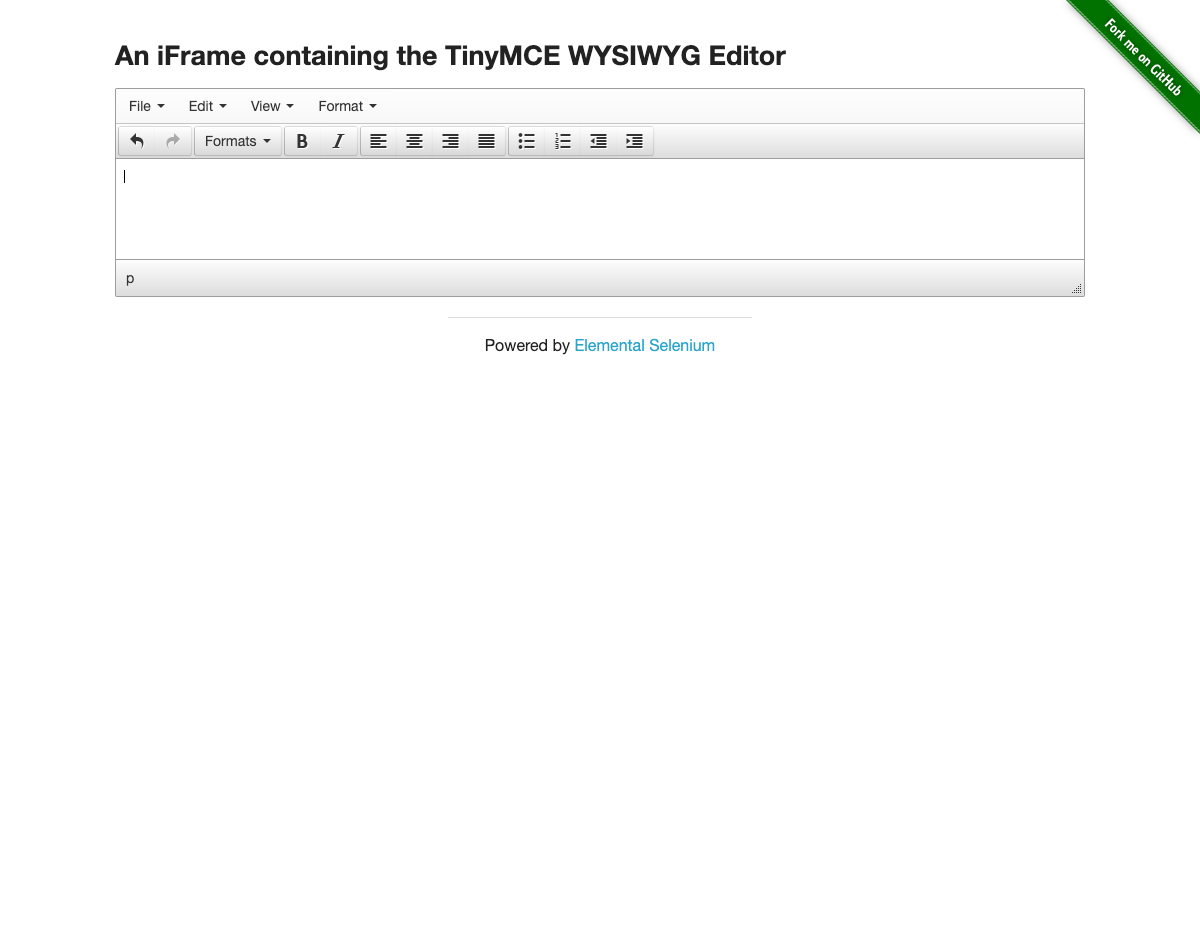 Fork me on GitHub
An iFrame containing the TinyMCE WYSIWYG Editor
File Edit View Format
Formats B I
p
Powered by Elemental Selenium